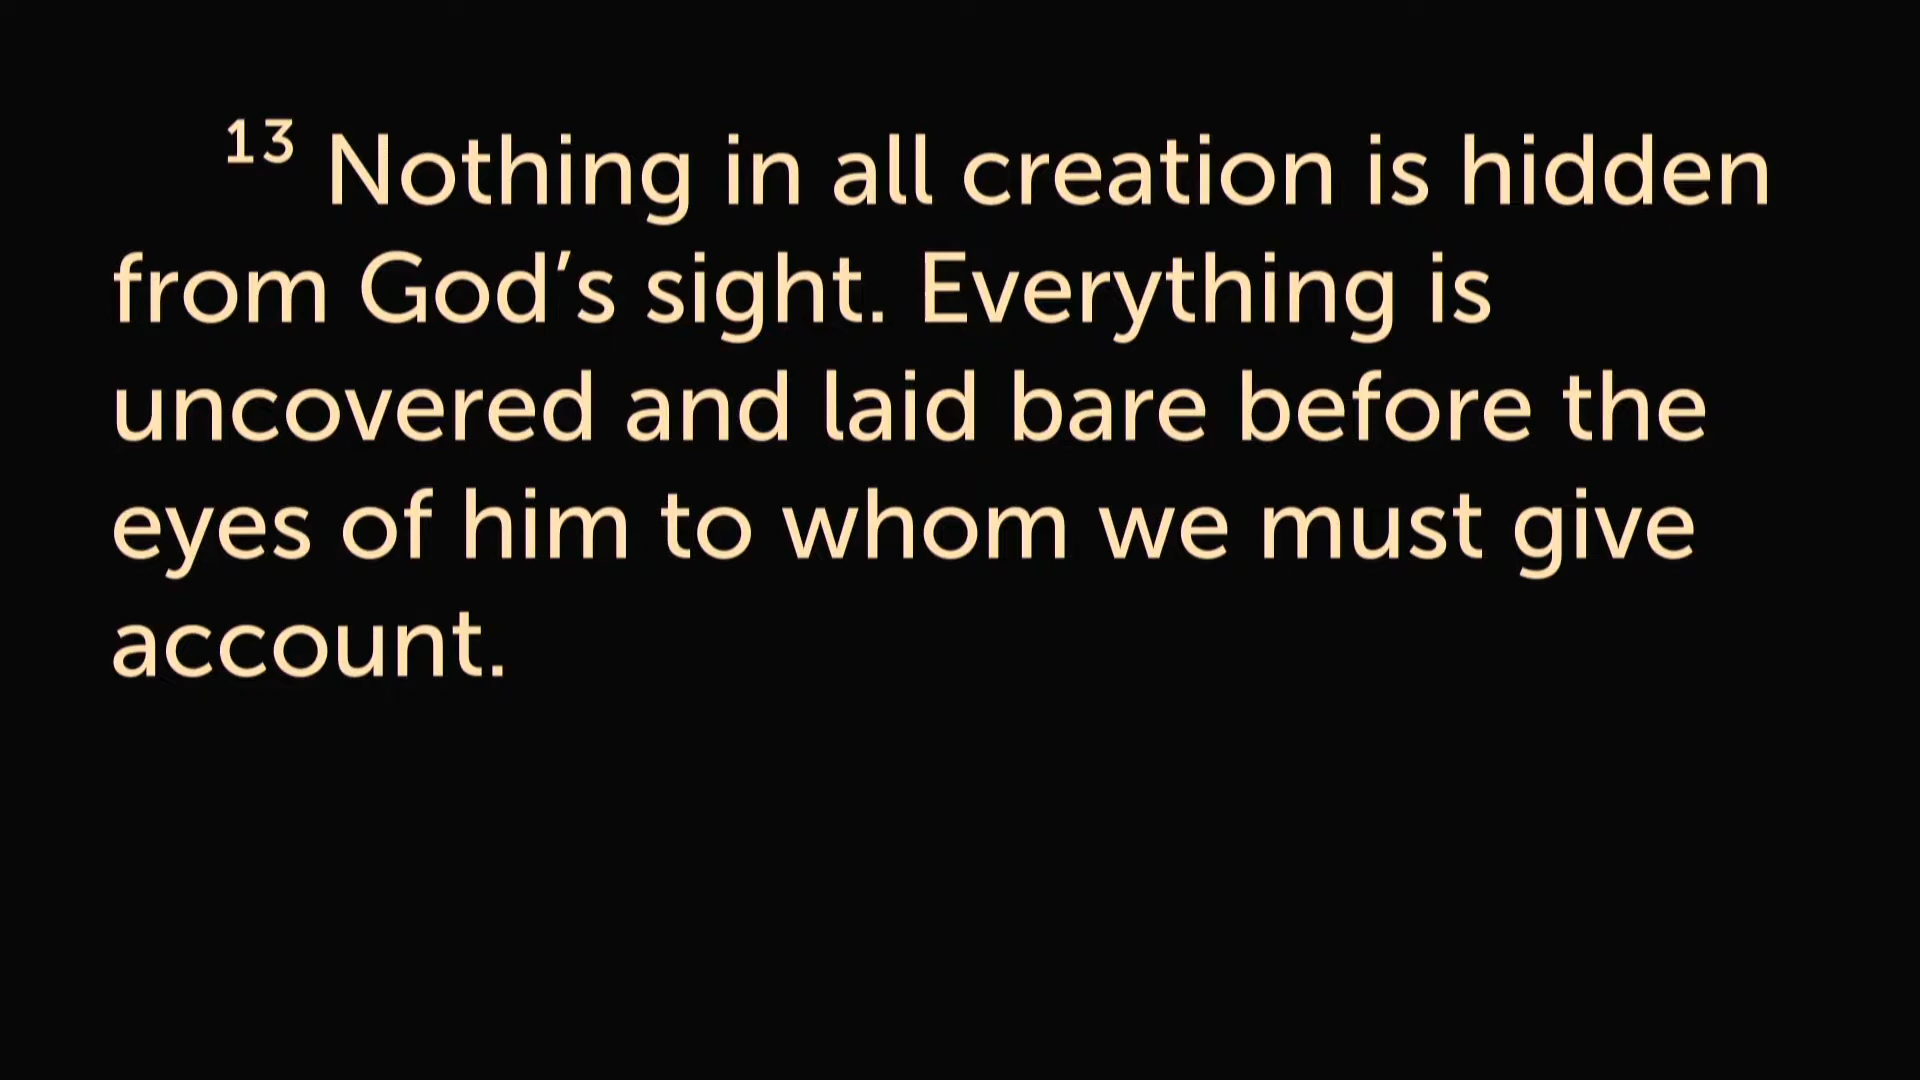 13 Nothing in all creation is hidden
from God’s sight. Everything is
uncovered and laid bare before the
eyes of him to whom we must give
account.